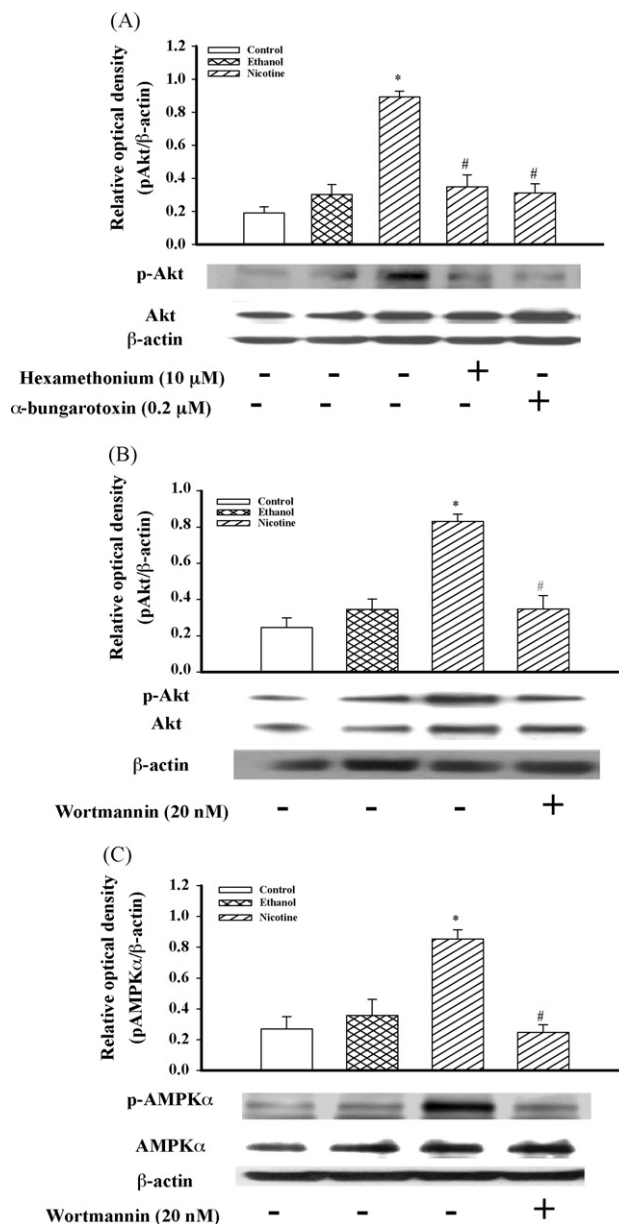 (A)
Relative optical density
(pAkt/β-actin)
1.2
1.0
0.8
0.6
0.4
0.2
0.0
Control
Ethanol
Nicotine
*
#
#
p-Akt
Akt
β-actin
Hexamethonium (10 μM) - - - + -
α-bungarotoxin (0.2 μM) - - - - +
(B)
Relative optical density
(pAkt/β-actin)
1.0
0.8
0.6
0.4
0.2
0.0
Control
Ethanol
Nicotine
*
#
p-Akt
Akt
β-actin
Wortmannin (20 nM) - - - +
(C)
Relative optical density
(pAMPKα/β-actin)
1.2
1.0
0.8
0.6
0.4
0.2
0.0
Control
Ethanol
Nicotine
*
#
p-AMPKα
AMPKα
β-actin
Wortmannin (20 nM) - - - +